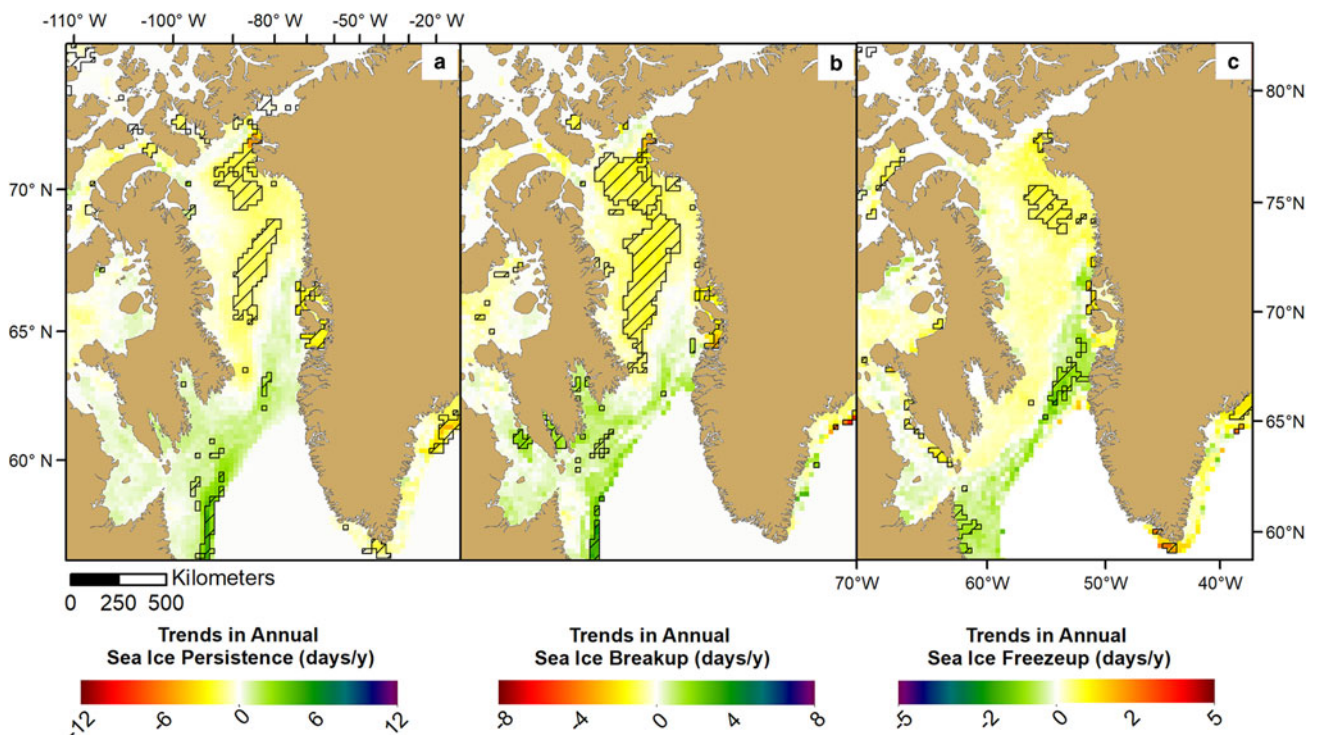 -110° W -100° W -80° W -50° W -20° W
a b c
80°N
70° N
75°N
65° N
70°N
65°N
60° N
60°N
Kilometers
0 250 500
70°W 60°W 50°W 40°W
Trends in Annual
Sea Ice Persistence (days/y)
-12 -6 0 6 12
Trends in Annual
Sea Ice Breakup (days/y)
-8 -4 0 4 8
Trends in Annual
Sea Ice Freezeup (days/y)
-5 -2 0 2 5